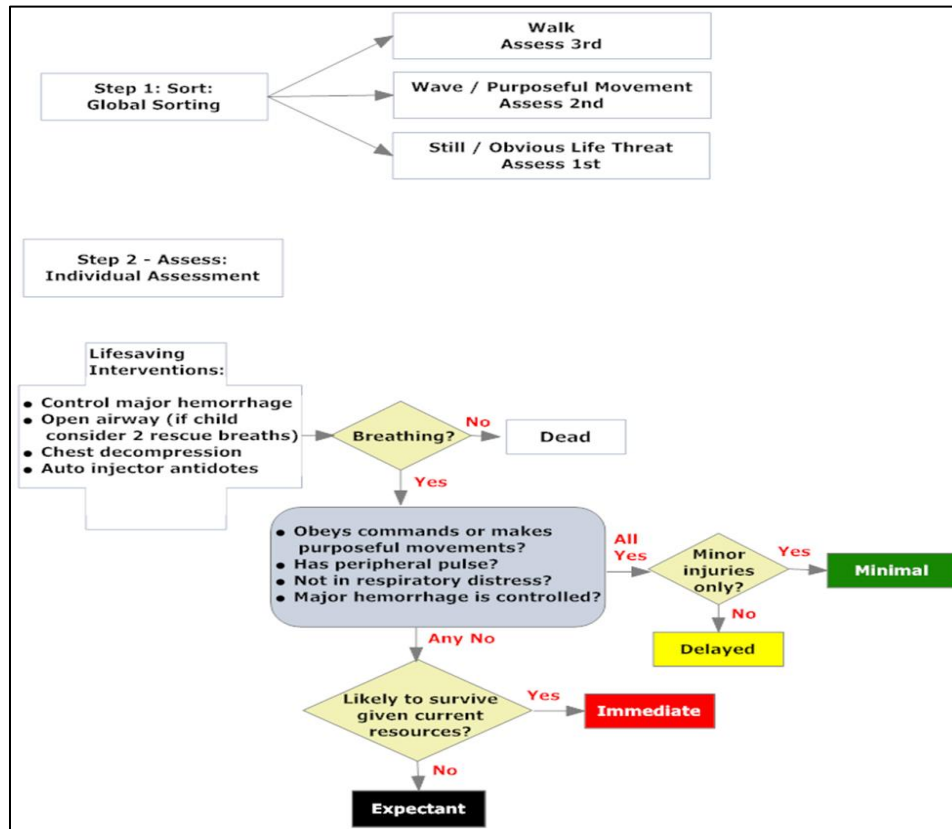 Walk
Assess 3rd
Step 1: Sort:
Global Sorting
Wave / Purposeful Movement
Assess 2nd
Still / Obvious Life Threat
Assess 1st
Step 2 - Assess:
Individual Assessment
Lifesaving
Interventions:
• Control major hemorrhage
• Open airway (if child
consider 2 rescue breaths)
• Chest decompression
• Auto injector antidotes
Breathing?
No
Dead
Yes
• Obeys commands or makes
purposeful movements?
• Has peripheral pulse?
• Not in respiratory distress?
• Major hemorrhage is controlled?
All
Yes
Minor
injuries
only?
Yes
Minimal
No
Delayed
Any No
Likely to survive
given current
resources?
Yes
Immediate
No
Expectant